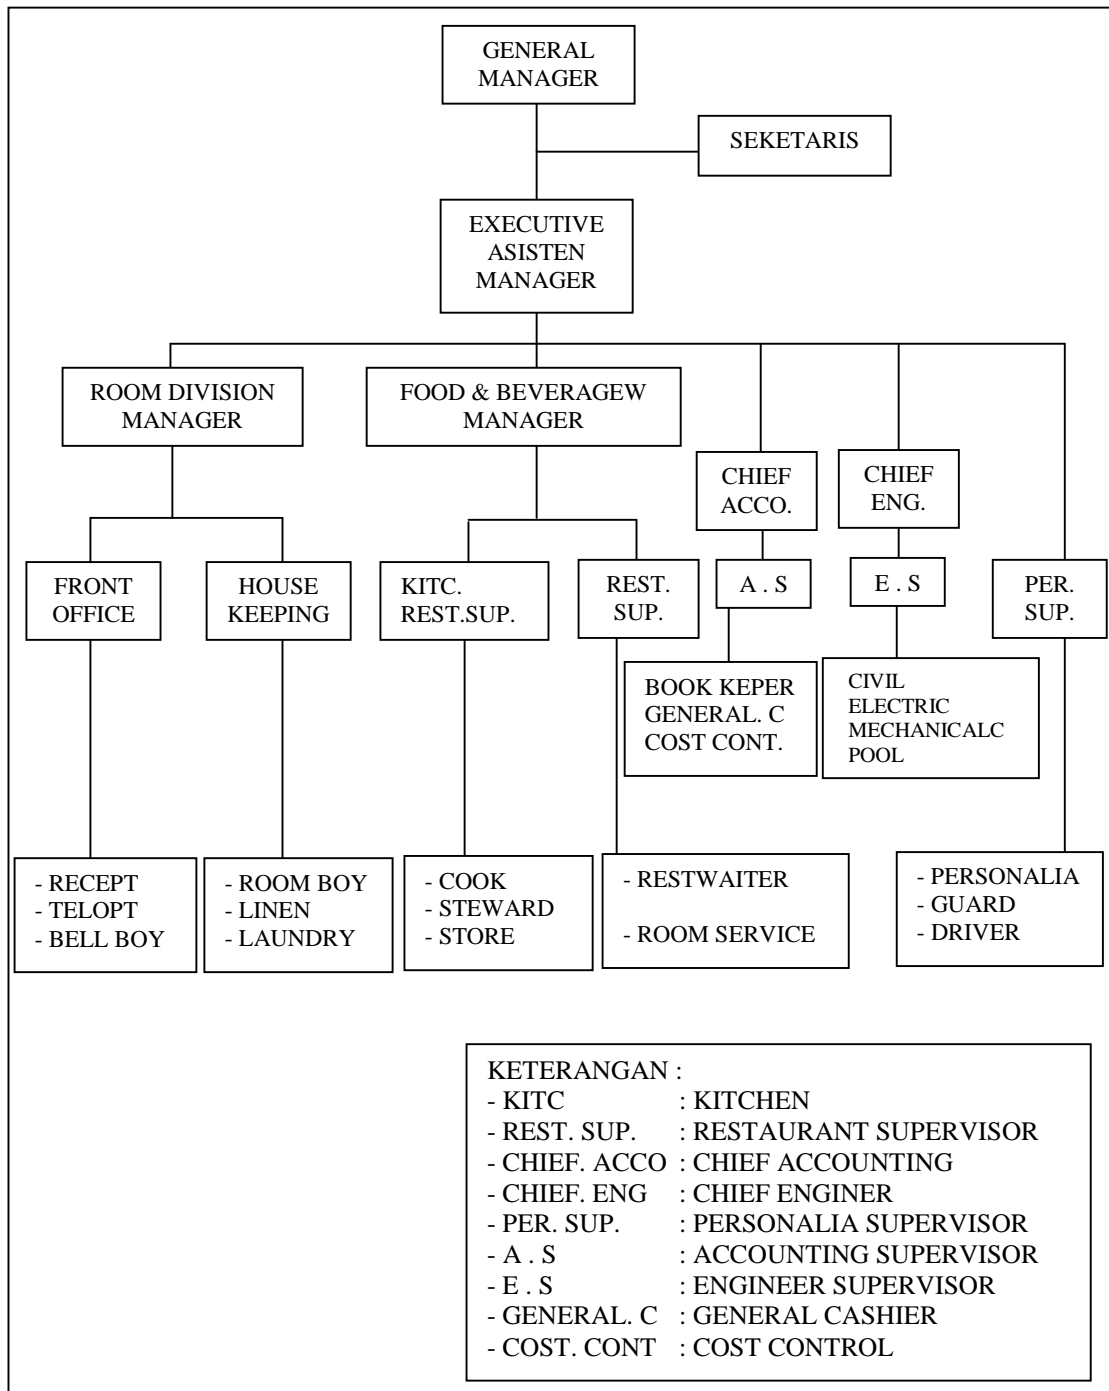 GENERAL
MANAGER
SEKETARIS
EXECUTIVE
ASISTEN
MANAGER
ROOM DIVISION
MANAGER
FOOD & BEVERAGEW
MANAGER
CHIEF
ACCO.
CHIEF
ENG.
FRONT
OFFICE
HOUSE
KEEPING
KITC.
REST.SUP.
REST.
SUP.
A . S
E . S
PER.
SUP.
BOOK KEPER
GENERAL. C
COST CONT.
CIVIL
ELECTRIC
MECHANICALC
POOL
- RECEPT
- TELOPT
- BELL BOY
- ROOM BOY
- LINEN
- LAUNDRY
- COOK
- STEWARD
- STORE
- RESTWAITER
- ROOM SERVICE
- PERSONALIA
- GUARD
- DRIVER
KETERANGAN :
- KITC : KITCHEN
- REST. SUP. : RESTAURANT SUPERVISOR
- CHIEF. ACCO : CHIEF ACCOUNTING
- CHIEF. ENG : CHIEF ENGINER
- PER. SUP. : PERSONALIA SUPERVISOR
- A . S : ACCOUNTING SUPERVISOR
- E . S : ENGINEER SUPERVISOR
- GENERAL. C : GENERAL CASHIER
- COST. CONT : COST CONTROL